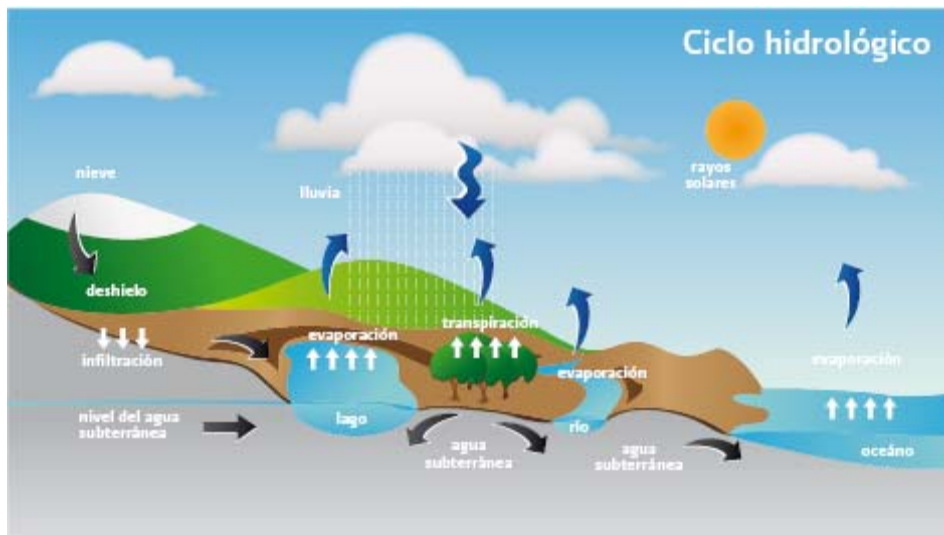 Ciclo hidrológico
nieve
lluvia
rayos
solares
deshielo
infiltración
evaporación
transpiración
evaporación
evaporación
nivel del agua
subterránea
lago
agua
subterránea
río
agua
subterránea
oceáno